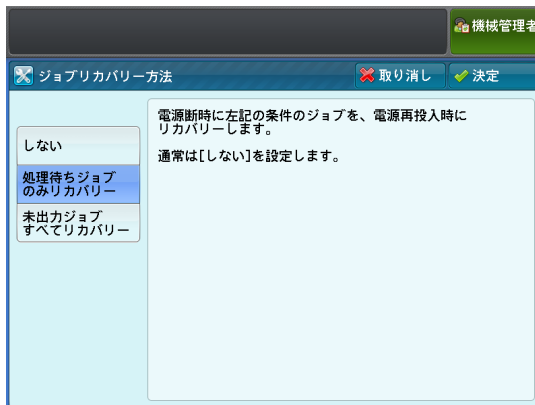 機械管理者
ジョブリカバリー方法
取り消し
決定
しない
処理待ちジョブ
のみリカバリー
未出力ジョブ
すべてリカバリー
電源断時に左記の条件のジョブを、電源再投入時に
リカバリーします。
通常は[しない]を設定します。